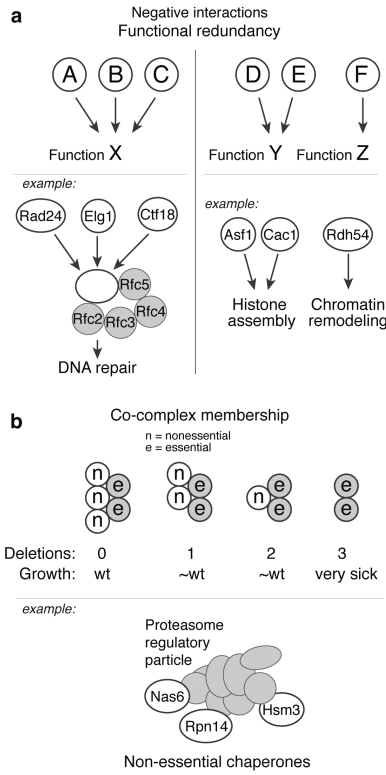 a
Negative interactions
Functional redundancy
A B C
Function X
D E F
Function Y Function Z
example:
Rad24 Elg1 Ctf18
Rfc5
Rfc4
Rfc2 Rfc3
DNA repair
example:
Asf1 Cac1 Rdh54
Histone assembly
Chromatin remodeling
b
Co-complex membership
n = nonessential
e = essential
n
n e
n e
n
n e
e
n e
e
e
e
Deletions: 0 1 2 3
Growth: wt ~wt ~wt very sick
example:
Proteasome
regulatory
particle
Nas6
Rpn14
Hsm3
Non-essential chaperones